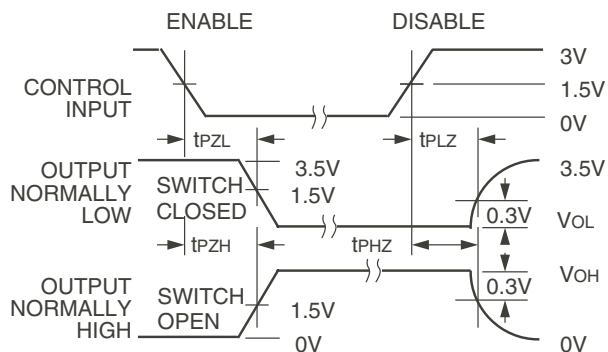 ENABLE DISABLE
3V
CONTROL INPUT
1.5V
0V
tPZL
tPLZ
OUTPUT NORMALLY LOW
SWITCH CLOSED
3.5V
1.5V
3.5V
0.3V
VOL
tPZH
tPHZ
OUTPUT NORMALLY HIGH
SWITCH OPEN
1.5V
0V
VOH
0.3V
0V